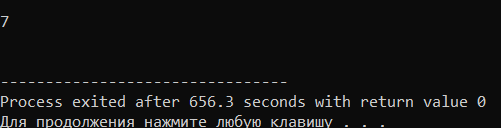 7
--------------------------------
Process exited after 656.3 seconds with return value 0
Для продолжения нажмите любую клавишу . . .